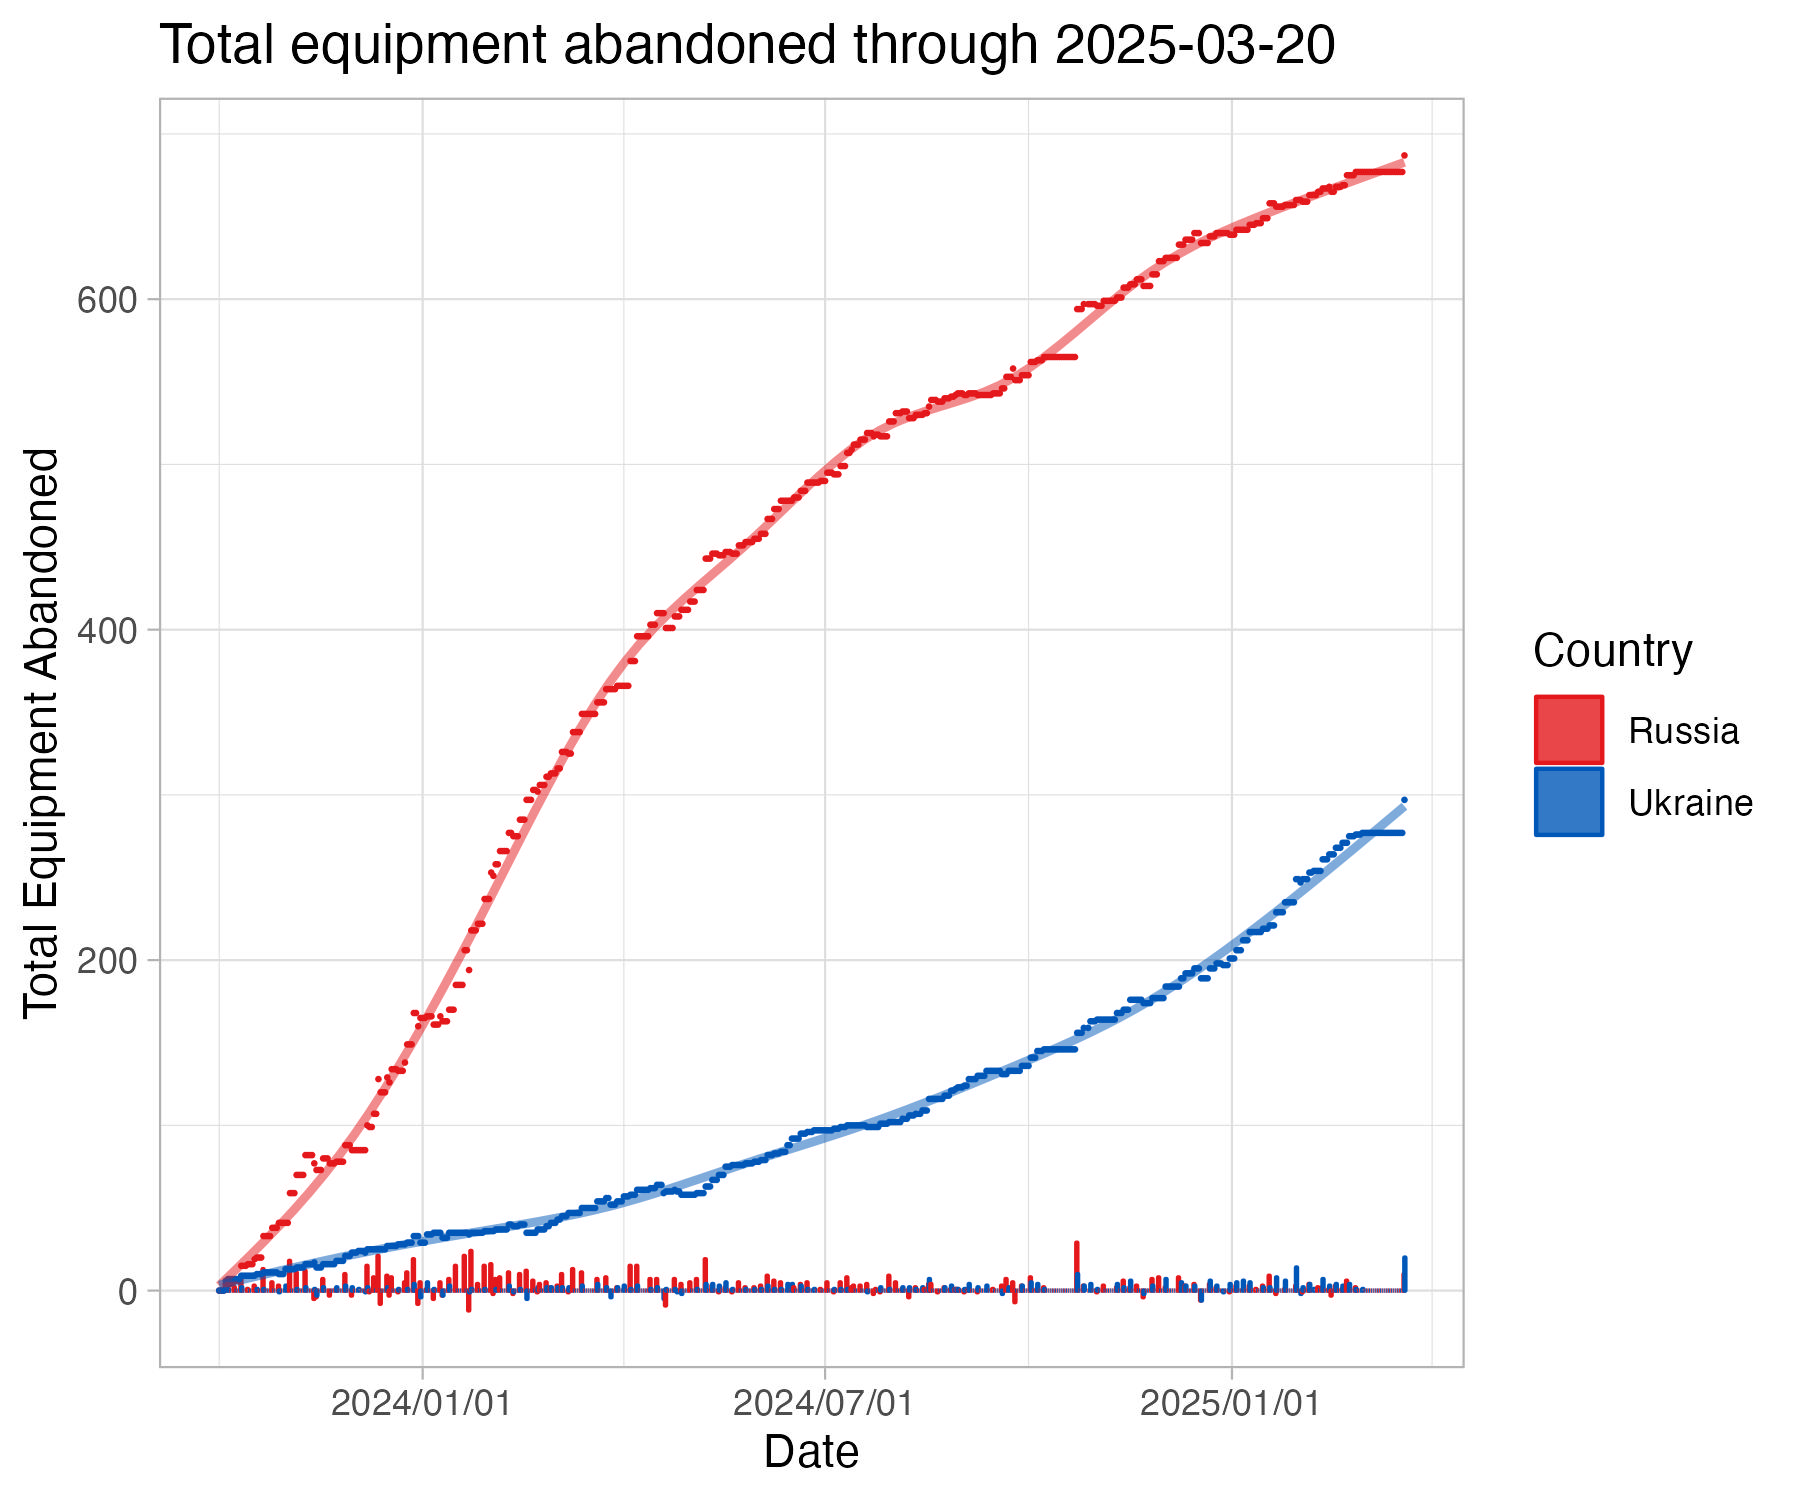 Total equipment abandoned through 2025-03-20
Total Equipment Abandoned
600
400
200
0
2024/01/01
2024/07/01
2025/01/01
Date
Country
Russia
Ukraine